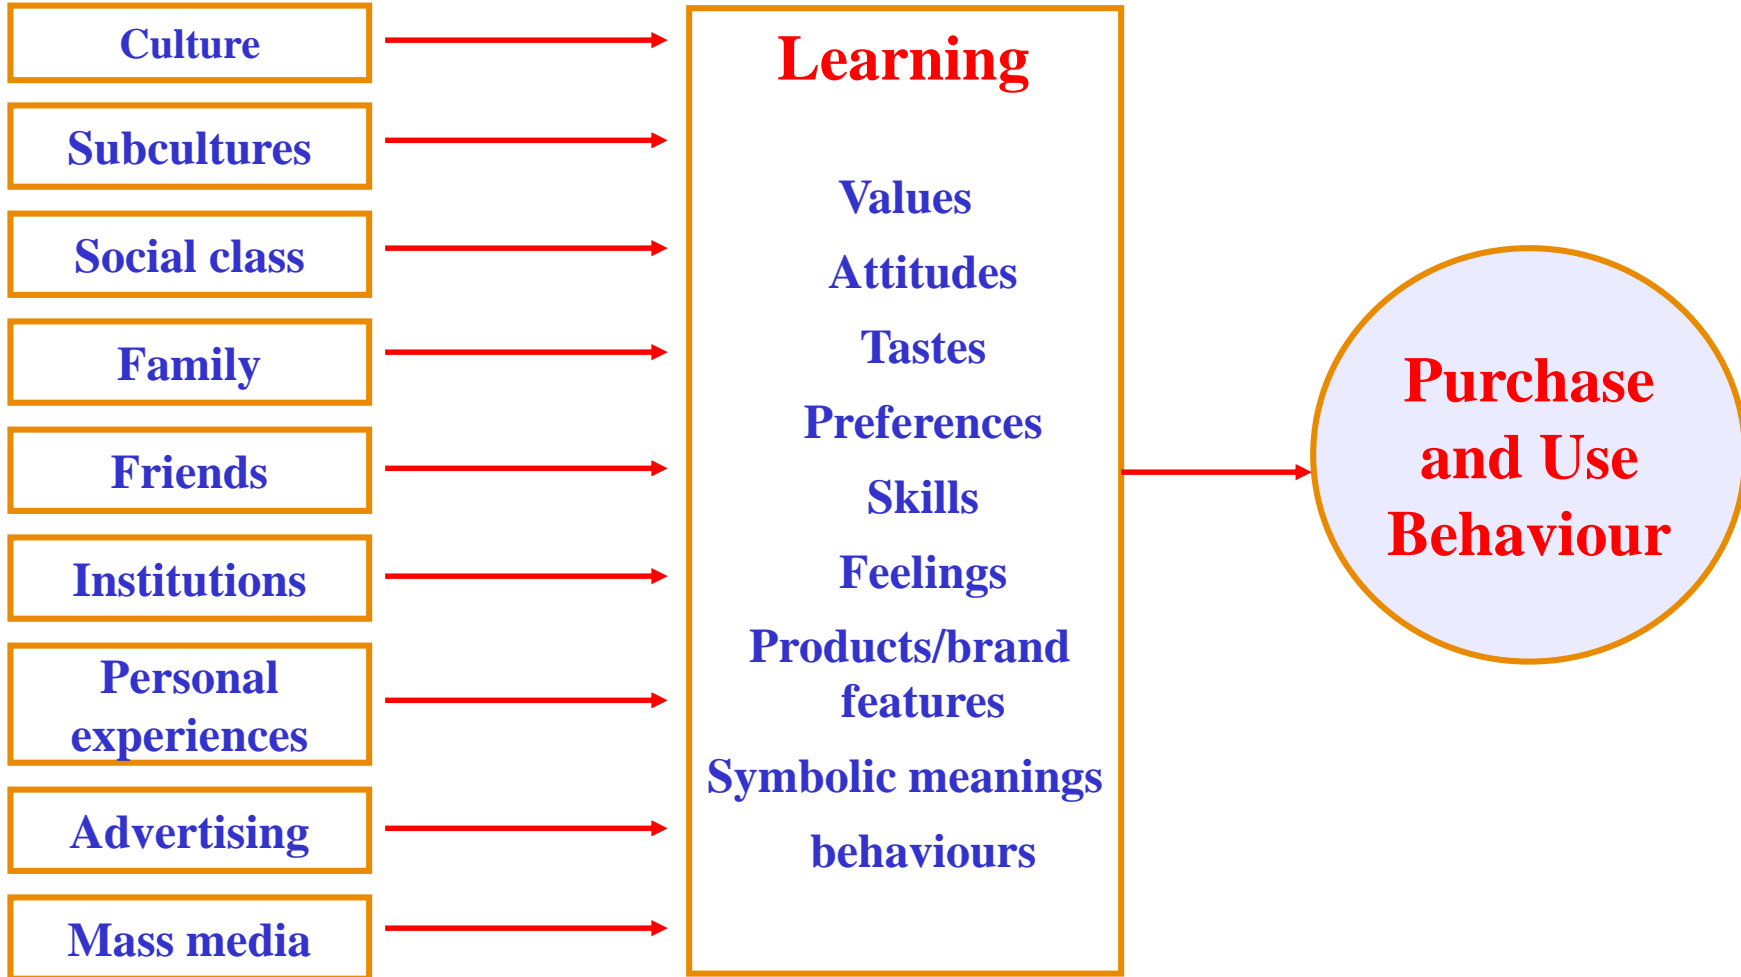 Culture
Subcultures
Social class
Family
Friends
Institutions
Personal
experiences
Advertising
Mass media
Learning
Values
Attitudes
Tastes
Preferences
Skills
Feelings
Products/brand
features
Symbolic meanings
behaviours
Purchase
and Use
Behaviour